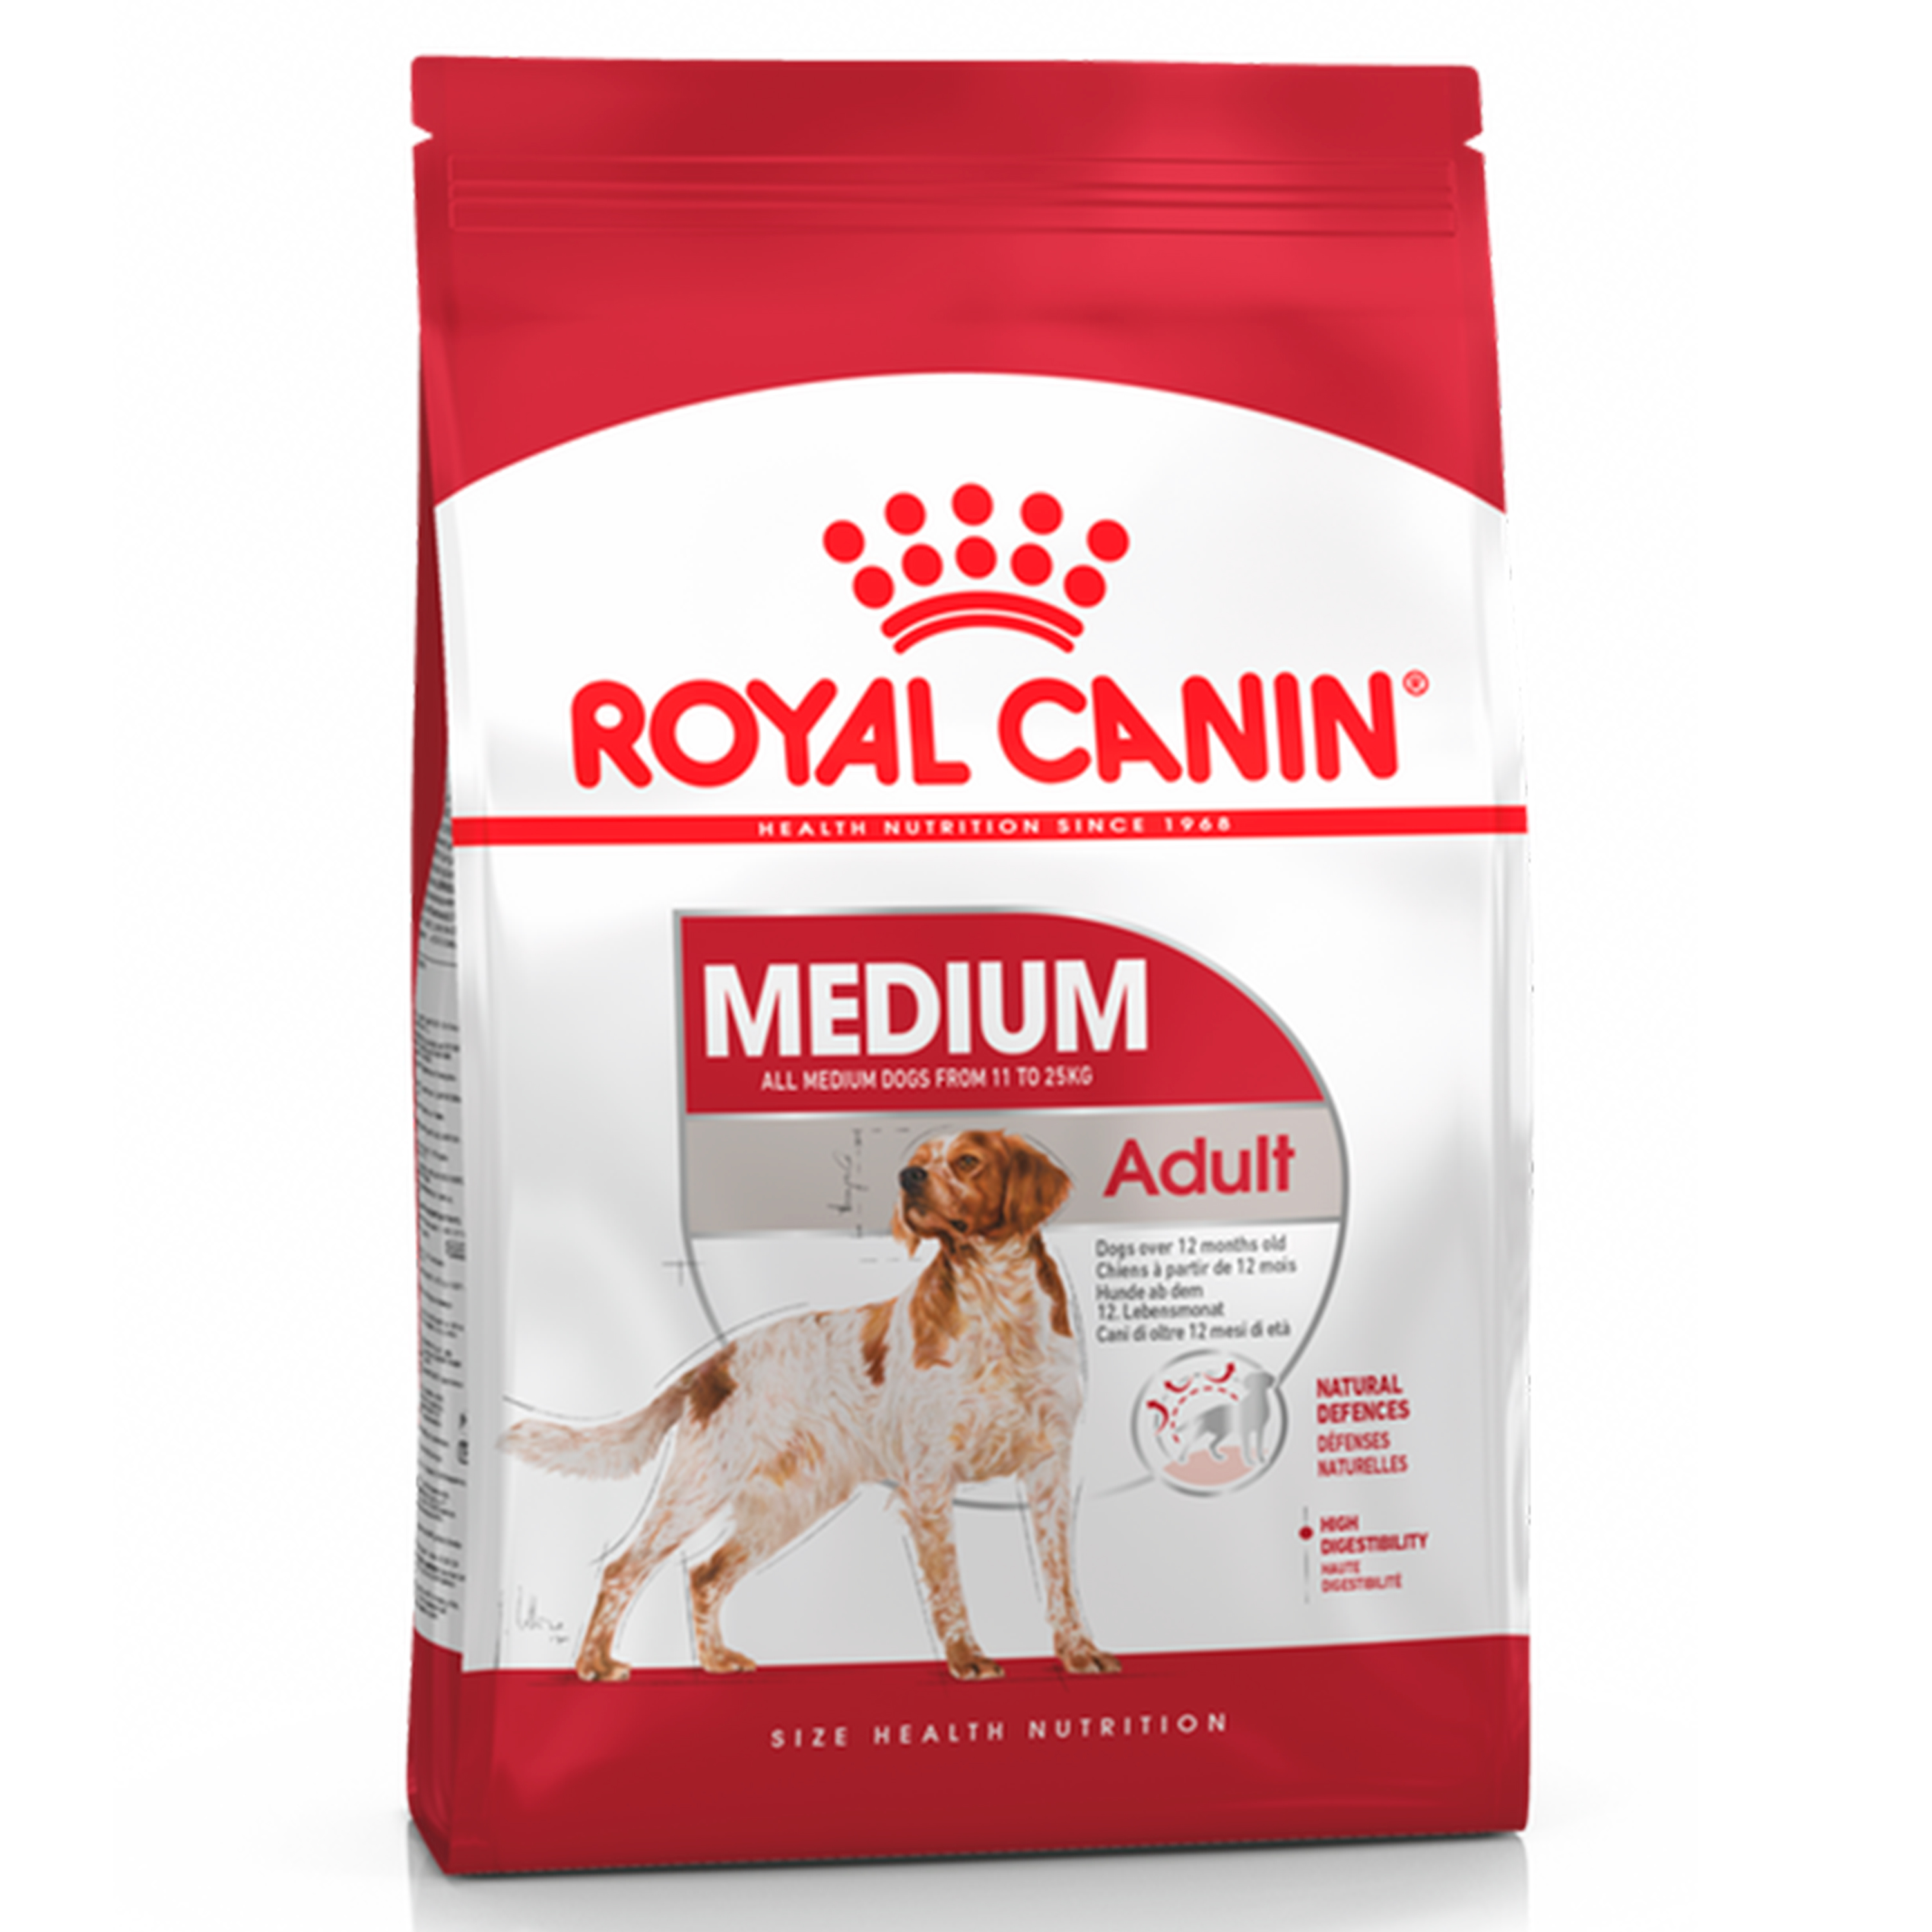 ROYAL CANIN®
HEALTH NUTRITION SINCE 1968
MEDIUM
ALL MEDIUM DOGS FROM 11 TO 25KG
Adult
Dogs over 12 months old
Chiens à partir de 12 mois
Hunde ab dem
12. Lebensmonat
Cani di oltre 12 mesi di età
NATURAL
DEFENCES
DÉFENSES
NATURELLES
HIGH
DIGESTIBILITY
HAUTE
DIGESTIBILITÉ
SIZE HEALTH NUTRITION